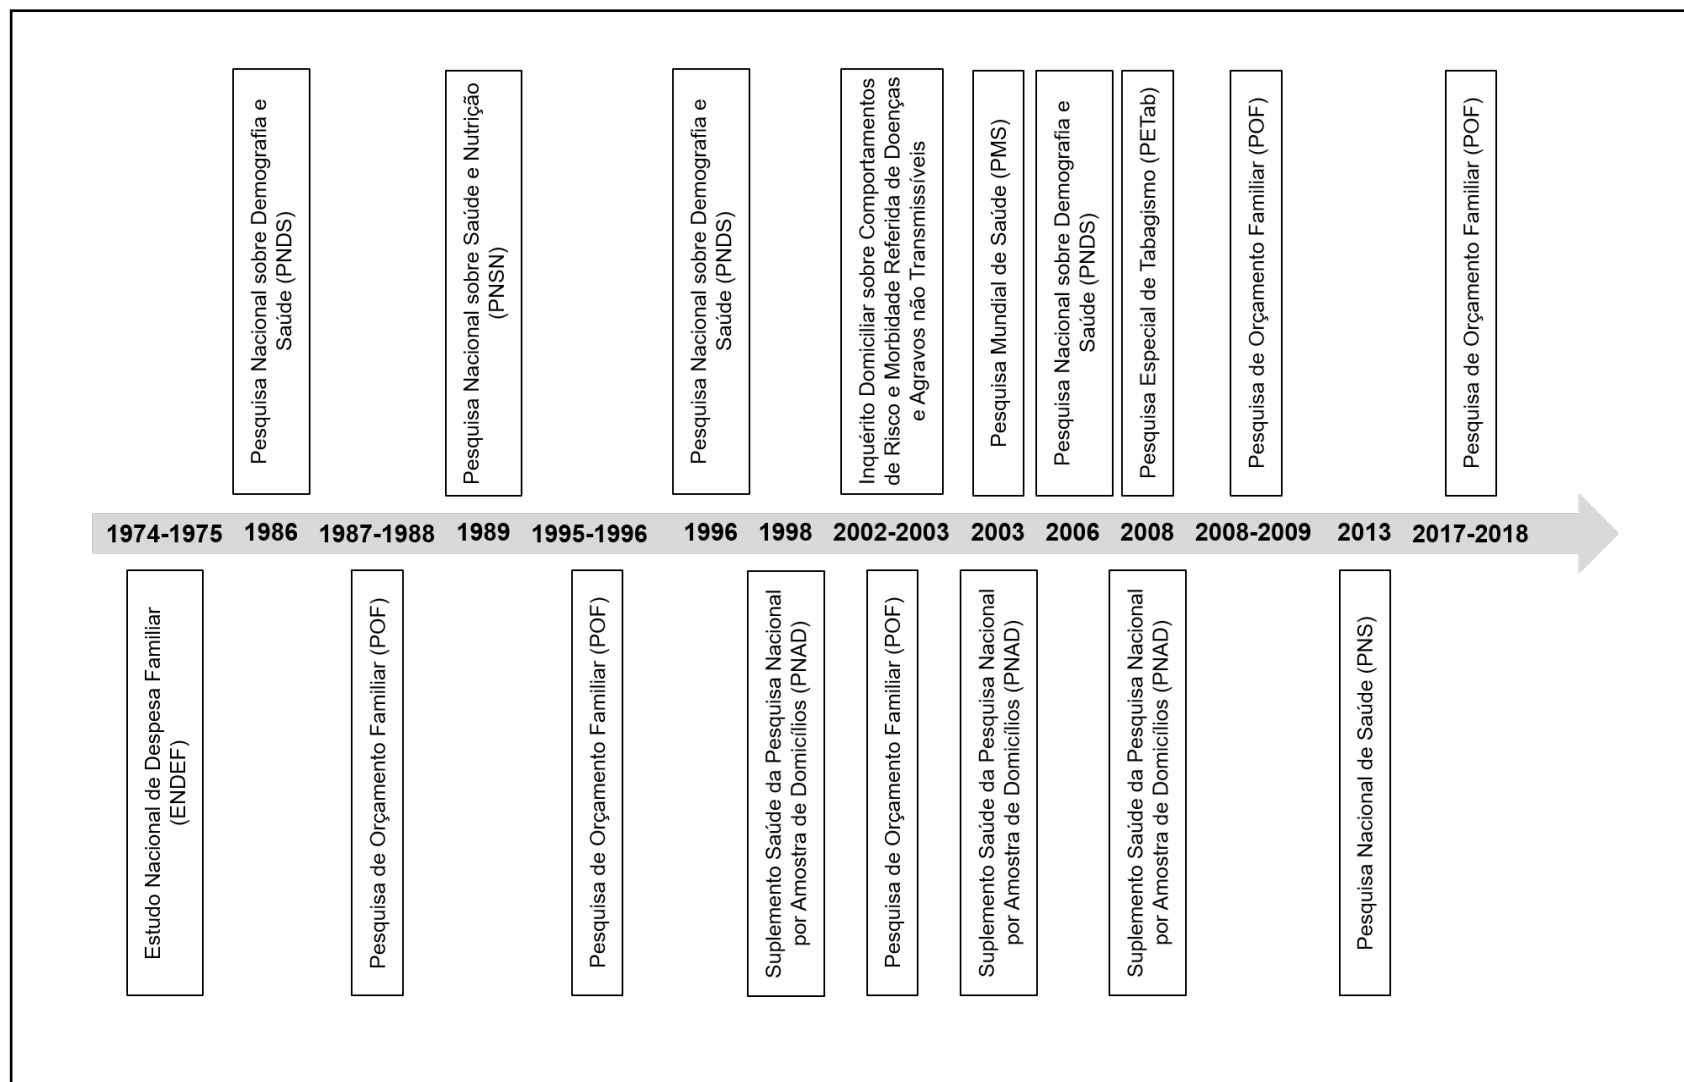 Pesquisa Nacional sobre Demografia e
Saúde (PNDS)
Pesquisa Nacional sobre Saúde e Nutrição
(PNSN)
Pesquisa Nacional sobre Demografia e
Saúde (PNDS)
Inquérito Domiciliar sobre Comportamentos
de Risco e Morbidade Referida de Doenças
e Agravos não Transmissíveis
Pesquisa Mundial de Saúde (PMS)
Pesquisa Nacional sobre Demografia e
Saúde (PNDS)
Pesquisa Especial de Tabagismo (PETab)
Pesquisa de Orçamento Familiar (POF)
Pesquisa de Orçamento Familiar (POF)
1974-1975 1986 1987-1988 1989 1995-1996 1996 1998 2002-2003 2003 2006 2008 2008-2009 2013 2017-2018
Estudo Nacional de Despesa Familiar
(ENDEF)
Pesquisa de Orçamento Familiar (POF)
Pesquisa de Orçamento Familiar (POF)
Suplemento Saúde da Pesquisa Nacional
por Amostra de Domicílios (PNAD)
Pesquisa de Orçamento Familiar (POF)
Suplemento Saúde da Pesquisa Nacional
por Amostra de Domicílios (PNAD)
Suplemento Saúde da Pesquisa Nacional
por Amostra de Domicílios (PNAD)
Pesquisa Nacional de Saúde (PNS)